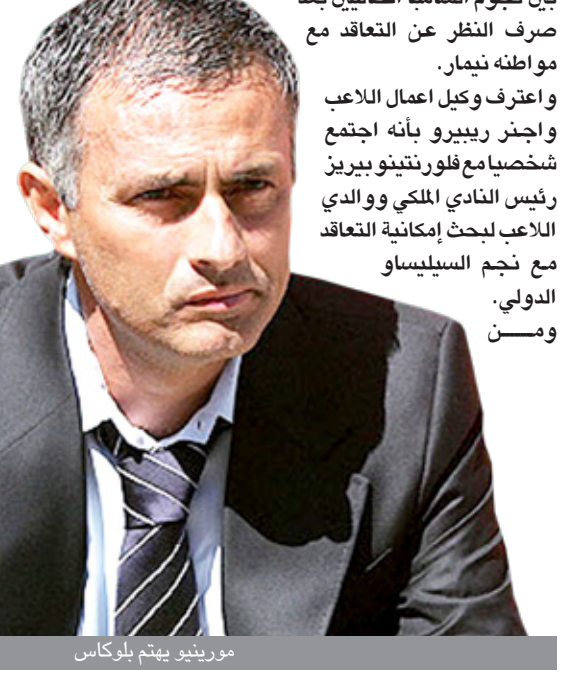 صرف النظر عن التعاقد مع
مواطنه نيمار.
واعترف وكيل اعمال اللاعب
واجنر ريبيرو بأنه اجتمع
شخصيا مع فلورنتينو بيريز
رئيس النادي الملكي ووالدي
اللاعب لبحث إمكانية التعاقد
مع نجم السيليساو
الدولي.
ومـــن
مورينيو يهتم بلوكاس